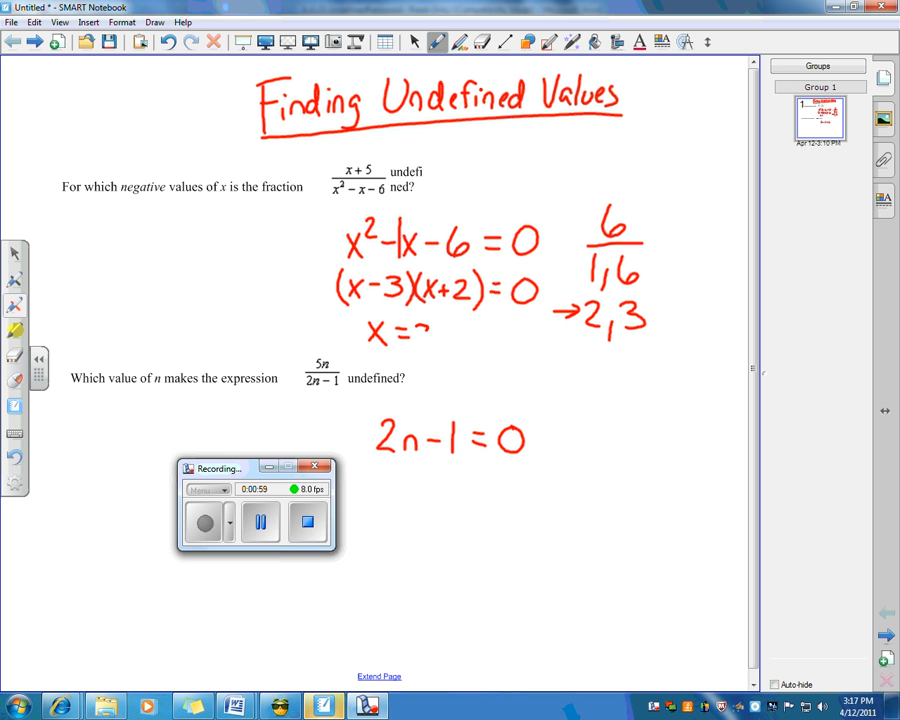 Untitled * - SMART Notebook
File Edit View Insert Format Draw Help
Groups
Group 1
Apr 12-3:10 PM
Finding Undefined Values
For which negative values of x is the fraction x + 5 / x² − x − 6 undefi
ned?
x² - 1x - 6 = 0
(x - 3)(x + 2) = 0
x =
6
1, 6
→ 2, 3
Which value of n makes the expression 5n / 2n − 1 undefined?
2n - 1 = 0
Recording...
Menu
0:00:59
8.0 fps
Extend Page
Auto-hide
3:17 PM
4/12/2011